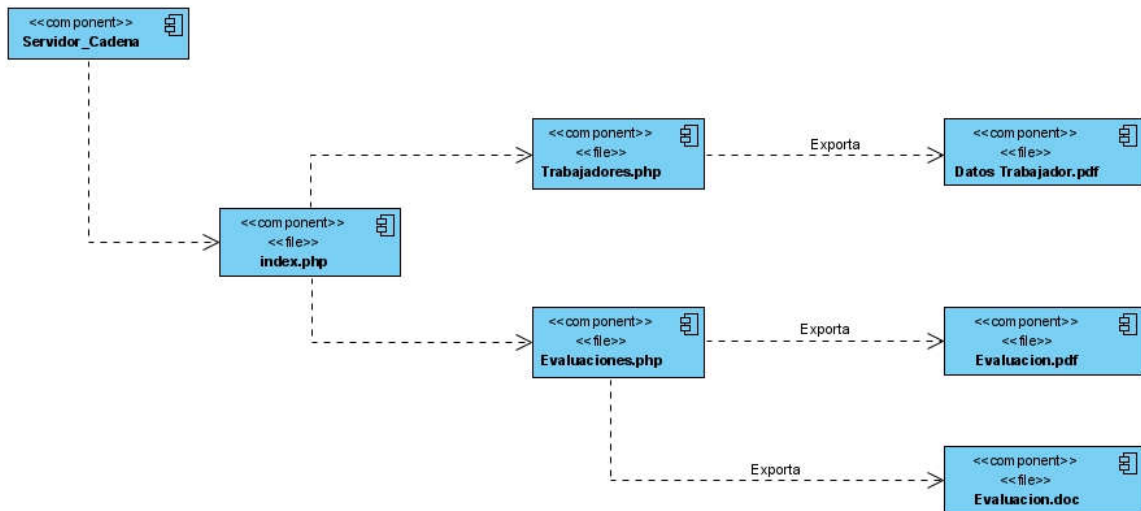 <<component>>
Servidor_Cadena
<<component>>
<<file>>
Trabajadores.php
Exporta
<<component>>
<<file>>
Datos Trabajador.pdf
<<component>>
<<file>>
index.php
<<component>>
<<file>>
Evaluaciones.php
Exporta
<<component>>
<<file>>
Evaluacion.pdf
Exporta
<<component>>
<<file>>
Evaluacion.doc